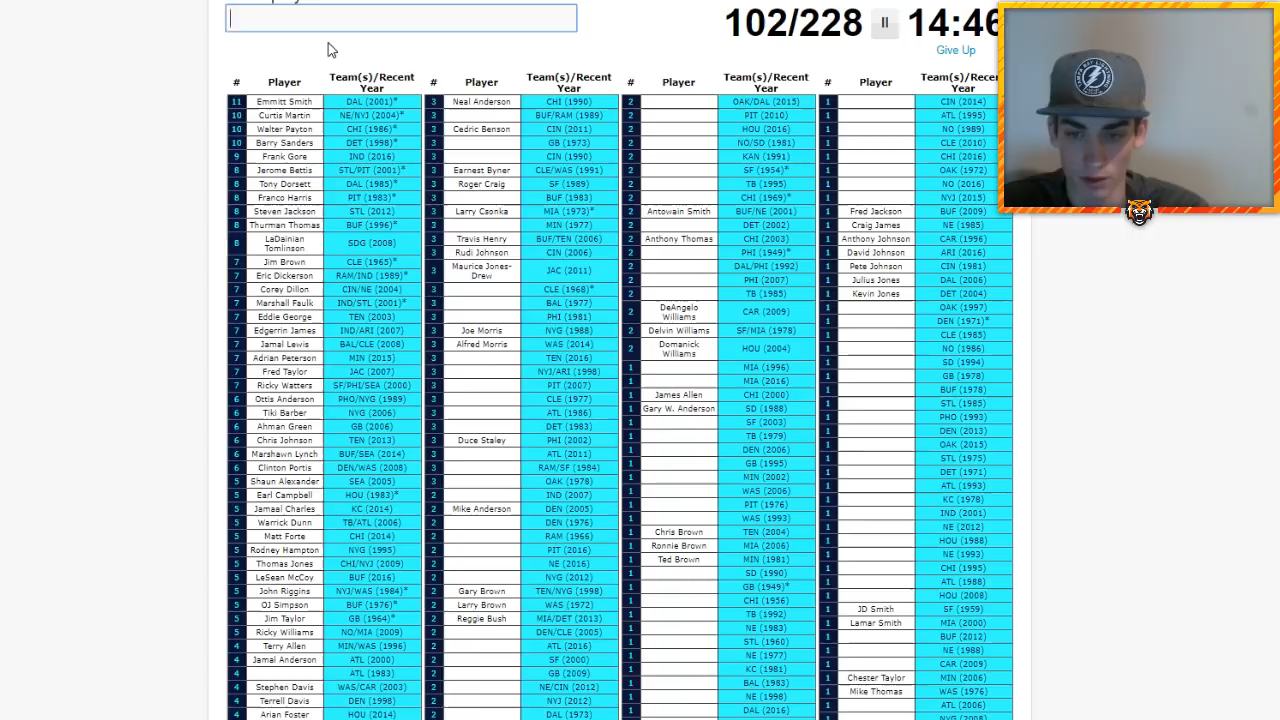 102/228 II 14:46
Give Up
# Player Team(s)/Recent Year # Player Team(s)/Recent Year # Player Team(s)/Recent Year # Player Team(s)/Recent Year
11 Emmitt Smith DAL (2001)*
10 Curtis Martin NE/NYJ (2004)*
10 Walter Payton CHI (1986)*
10 Barry Sanders DET (1998)*
9 Frank Gore IND (2016)
8 Jerome Bettis STL/PIT (2001)*
8 Tony Dorsett DAL (1985)*
8 Franco Harris PIT (1983)*
8 Steven Jackson STL (2012)
8 Thurman Thomas BUF (1996)*
8 LaDainian Tomlinson SDG (2008)
7 Jim Brown CLE (1965)*
7 Eric Dickerson RAM/IND (1989)*
7 Corey Dillon CIN/NE (2004)
7 Marshall Faulk IND/STL (2001)*
7 Eddie George TEN (2003)
7 Edgerrin James IND/ARI (2007)
7 Jamal Lewis BAL/CLE (2008)
7 Adrian Peterson MIN (2015)
7 Fred Taylor JAC (2007)
7 Ricky Watters SF/PHI/SEA (2000)
6 Ottis Anderson PHO/NYG (1989)
6 Tiki Barber NYG (2006)
6 Ahman Green GB (2006)
6 Chris Johnson TEN (2013)
6 Marshawn Lynch BUF/SEA (2014)
6 Clinton Portis DEN/WAS (2008)
5 Shaun Alexander SEA (2005)
5 Earl Campbell HOU (1983)*
5 Jamaal Charles KC (2014)
5 Warrick Dunn TB/ATL (2006)
5 Matt Forte CHI (2014)
5 Rodney Hampton NYG (1995)
5 Thomas Jones CHI/NYJ (2009)
5 LeSean McCoy BUF (2016)
5 John Riggins NYJ/WAS (1984)*
5 OJ Simpson BUF (1976)*
5 Jim Taylor GB (1964)*
5 Ricky Williams NO/MIA (2009)
4 Terry Allen MIN/WAS (1996)
4 Jamal Anderson ATL (2000)
4 ATL (1983)
4 Stephen Davis WAS/CAR (2003)
4 Terrell Davis DEN (1998)
4 Arian Foster HOU (2014)
3 Neal Anderson CHI (1990)
3 BUF/RAM (1989)
3 Cedric Benson CIN (2011)
3 GB (1973)
3 CIN (1990)
3 Earnest Byner CLE/WAS (1991)
3 Roger Craig SF (1989)
3 BUF (1983)
3 Larry Csonka MIA (1973)*
3 MIN (1977)
3 Travis Henry BUF/TEN (2006)
3 Rudi Johnson CIN (2006)
3 Maurice Jones-Drew JAC (2011)
3 CLE (1968)*
3 BAL (1977)
3 PHI (1981)
3 Joe Morris NYG (1988)
3 Alfred Morris WAS (2014)
3 TEN (2016)
3 NYJ/ARI (1998)
3 PIT (2007)
3 CLE (1977)
3 ATL (1986)
3 DET (1983)
3 Duce Staley PHI (2002)
3 ATL (2011)
3 RAM/SF (1984)
3 OAK (1978)
2 IND (2007)
2 Mike Anderson DEN (2005)
2 DEN (1976)
2 RAM (1966)
2 PIT (2016)
2 NE (2016)
2 NYG (2012)
2 Gary Brown TEN/NYG (1998)
2 Larry Brown WAS (1972)
2 Reggie Bush MIA/DET (2013)
2 DEN/CLE (2005)
2 ATL (2016)
2 SF (2000)
2 GB (2009)
2 NE/CIN (2012)
2 NYJ (2012)
2 DAL (1973)
2 OAK/DAL (2015)
2 PIT (2010)
2 HOU (2016)
2 NO/SD (1981)
2 KAN (1991)
2 SF (1954)*
2 TB (1995)
2 CHI (1969)*
2 Antowain Smith BUF/NE (2001)
2 DET (2002)
2 Anthony Thomas CHI (2003)
2 PHI (1949)*
2 DAL/PHI (1992)
2 PHI (2007)
2 TB (1985)
2 DeAngelo Williams CAR (2009)
2 Delvin Williams SF/MIA (1978)
2 Domanick Williams HOU (2004)
1 MIA (1996)
1 MIA (2016)
1 James Allen CHI (2000)
1 Gary W. Anderson SD (1988)
1 SF (2003)
1 TB (1979)
1 DEN (2006)
1 GB (1995)
1 MIN (2002)
1 WAS (2006)
1 PIT (1976)
1 WAS (1993)
1 Chris Brown TEN (2004)
1 Ronnie Brown MIA (2006)
1 Ted Brown MIN (1981)
1 SD (1990)
1 GB (1949)*
1 CHI (1956)
1 TB (1992)
1 NE (1983)
1 STL (1960)
1 NE (1977)
1 KC (1981)
1 BAL (1983)
1 NE (1998)
1 DAL (2016)
1 CIN (2014)
1 ATL (1995)
1 NO (1989)
1 CLE (2010)
1 CHI (2016)
1 OAK (1972)
1 NO (2016)
1 NYJ (2015)
1 Fred Jackson BUF (2009)
1 Craig James NE (1985)
1 Anthony Johnson CAR (1996)
1 David Johnson ARI (2016)
1 Pete Johnson CIN (1981)
1 Julius Jones DAL (2006)
1 Kevin Jones DET (2004)
1 OAK (1997)
1 DEN (1971)*
1 CLE (1985)
1 NO (1986)
1 SD (1994)
1 GB (1978)
1 BUF (1978)
1 STL (1985)
1 PHO (1993)
1 DEN (2013)
1 OAK (2015)
1 STL (1975)
1 DET (1971)
1 ATL (1993)
1 KC (1978)
1 IND (2001)
1 NE (2012)
1 HOU (1988)
1 NE (1993)
1 CHI (1995)
1 ATL (1988)
1 HOU (2008)
1 JD Smith SF (1959)
1 Lamar Smith MIA (2000)
1 BUF (2012)
1 NE (1988)
1 CAR (2009)
1 Chester Taylor MIN (2006)
1 Mike Thomas WAS (1976)
1 ATL (2006)
1 NYG (2008)